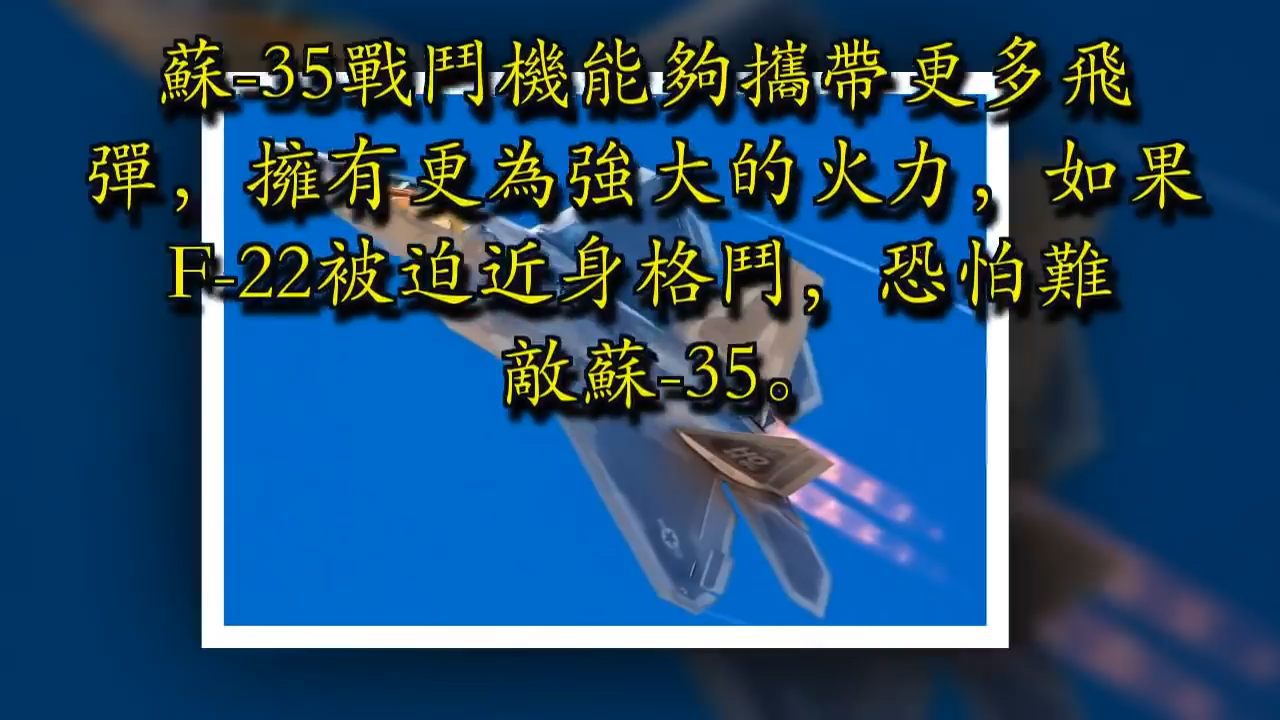 蘇-35戰鬥機能夠攜帶更多飛
彈，擁有更為強大的火力，如果
F-22被迫近身格鬥，恐怕難
敵蘇-35。